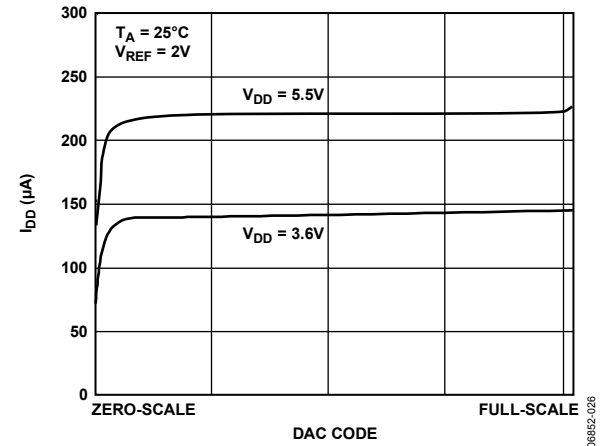 300
250
200
150
100
50
0
I_DD (µA)
T_A = 25°C
V_REF = 2V
V_DD = 5.5V
V_DD = 3.6V
ZERO-SCALE
FULL-SCALE
DAC CODE
06852-026